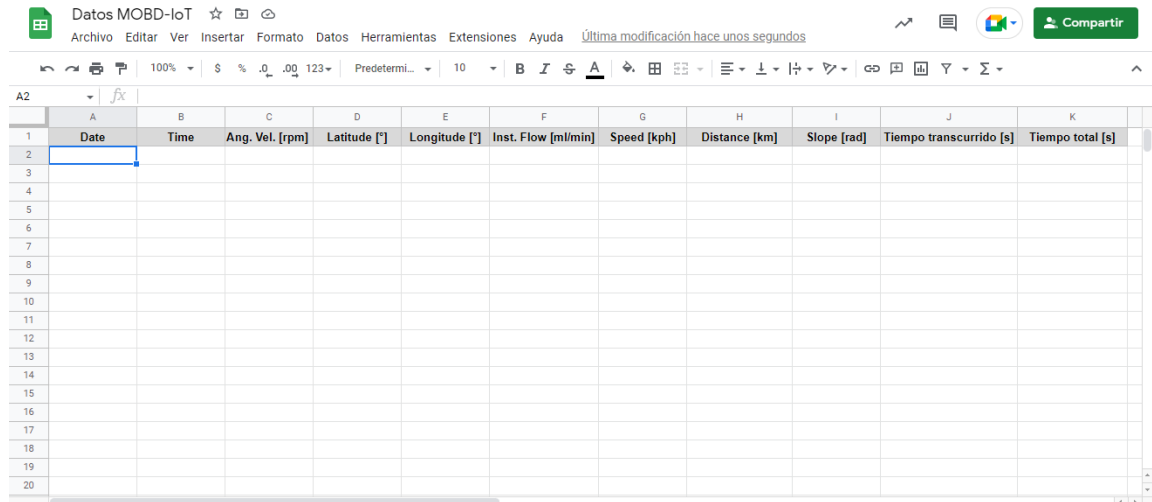 Datos MOBD-IoT
Archivo Editar Ver Insertar Formato Datos Herramientas Extensiones Ayuda Última modificación hace unos segundos
Compartir
100% $ % .0 .00 123 Predetermi... 10 B I S A
A2 fx
A B C D E F G H I J K
1 Date Time Ang. Vel. [rpm] Latitude [°] Longitude [°] Inst. Flow [ml/min] Speed [kph] Distance [km] Slope [rad] Tiempo transcurrido [s] Tiempo total [s]
2
3
4
5
6
7
8
9
10
11
12
13
14
15
16
17
18
19
20